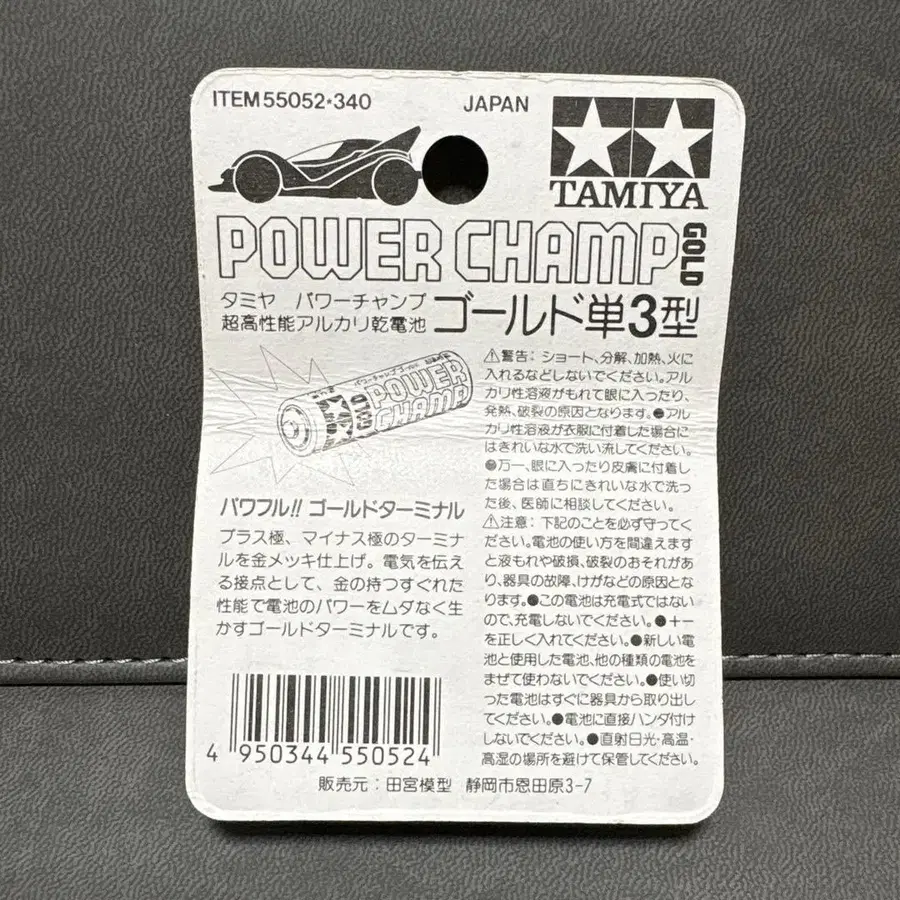 ITEM 55052・340
JAPAN
TAMIYA
POWER CHAMP GOLD
タミヤ パワーチャンプ
超高性能アルカリ乾電池
ゴールド単3型
POWER
CHAMP
GOLD
パワフル!! ゴールドターミナル
プラス極、マイナス極のターミナ
ルを金メッキ仕上げ。電気を伝え
る接点として、金の持つすぐれた
性能で電池のパワーをムダなく生
かすゴールドターミナルです。
⚠警告: ショート、分解、加熱、火に
入れるなどしないでください。アル
カリ性溶液がもれて眼に入ったり、
発熱、破裂の原因となります。●アル
カリ性溶液が衣服に付着した場合に
はきれいな水で洗い流してください。
●万一、眼に入ったり皮膚に付着し
た場合は直ちにきれいな水で洗っ
た後、医師に相談してください。
⚠注意: 下記のことを必ず守ってく
ださい。電池の使い方を間違えます
と液もれや破損、破裂のおそれがあ
り、器具の故障、けがなどの原因とな
ります。●この電池は充電式ではない
ので、充電しないでください。●+−
を正しく入れてください。●新しい電
池と使用した電池、他の種類の電池を
まぜて使わないでください。●使い切
った電池はすぐに器具から取り出し
てください。●電池に直接ハンダ付け
しないでください。●直射日光・高温・
高湿の場所を避けて保管してください。
4 950344 550524
販売元: 田宮模型 静岡市恩田原3-7